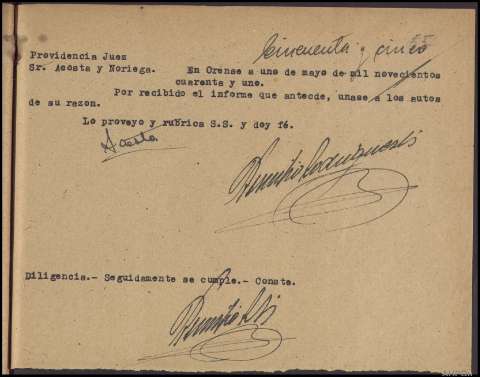 Cincuenta y cinco
55
Providencia Juez
Sr. Acosta y Noriega. En Orense a uno de mayo de mil novecientos
cuarenta y uno.
Por recibido el informe que antecde, unase a los autos
de su razon.
Lo proveyo y rubrica S.S. y doy fé.
Acosta
Diligencia.- Seguidamente se cumple.- Conste.